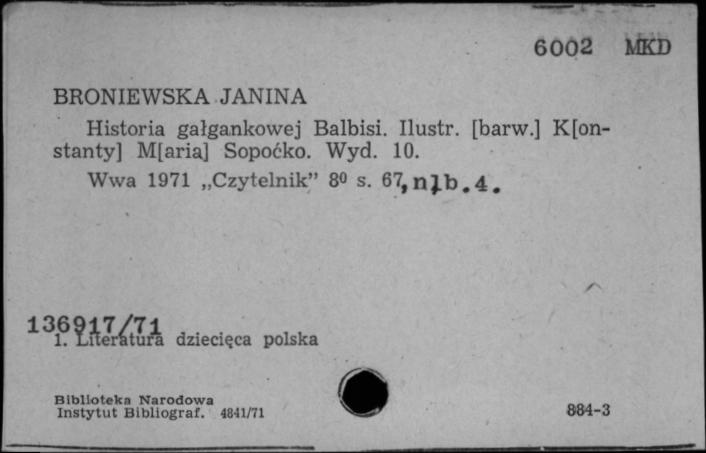 6002 MKD
BRONIEWSKA JANINA
Historia gałgankowej Balbisi. Ilustr. [barw.] K[on-
stanty] M[aria] Sopoćko. Wyd. 10.
Wwa 1971 „Czytelnik” 8⁰ s. 67, nlb. 4.
136917/71
1. Literatura dziecięca polska
Biblioteka Narodowa
Instytut Bibliograf. 4841/71
884-3